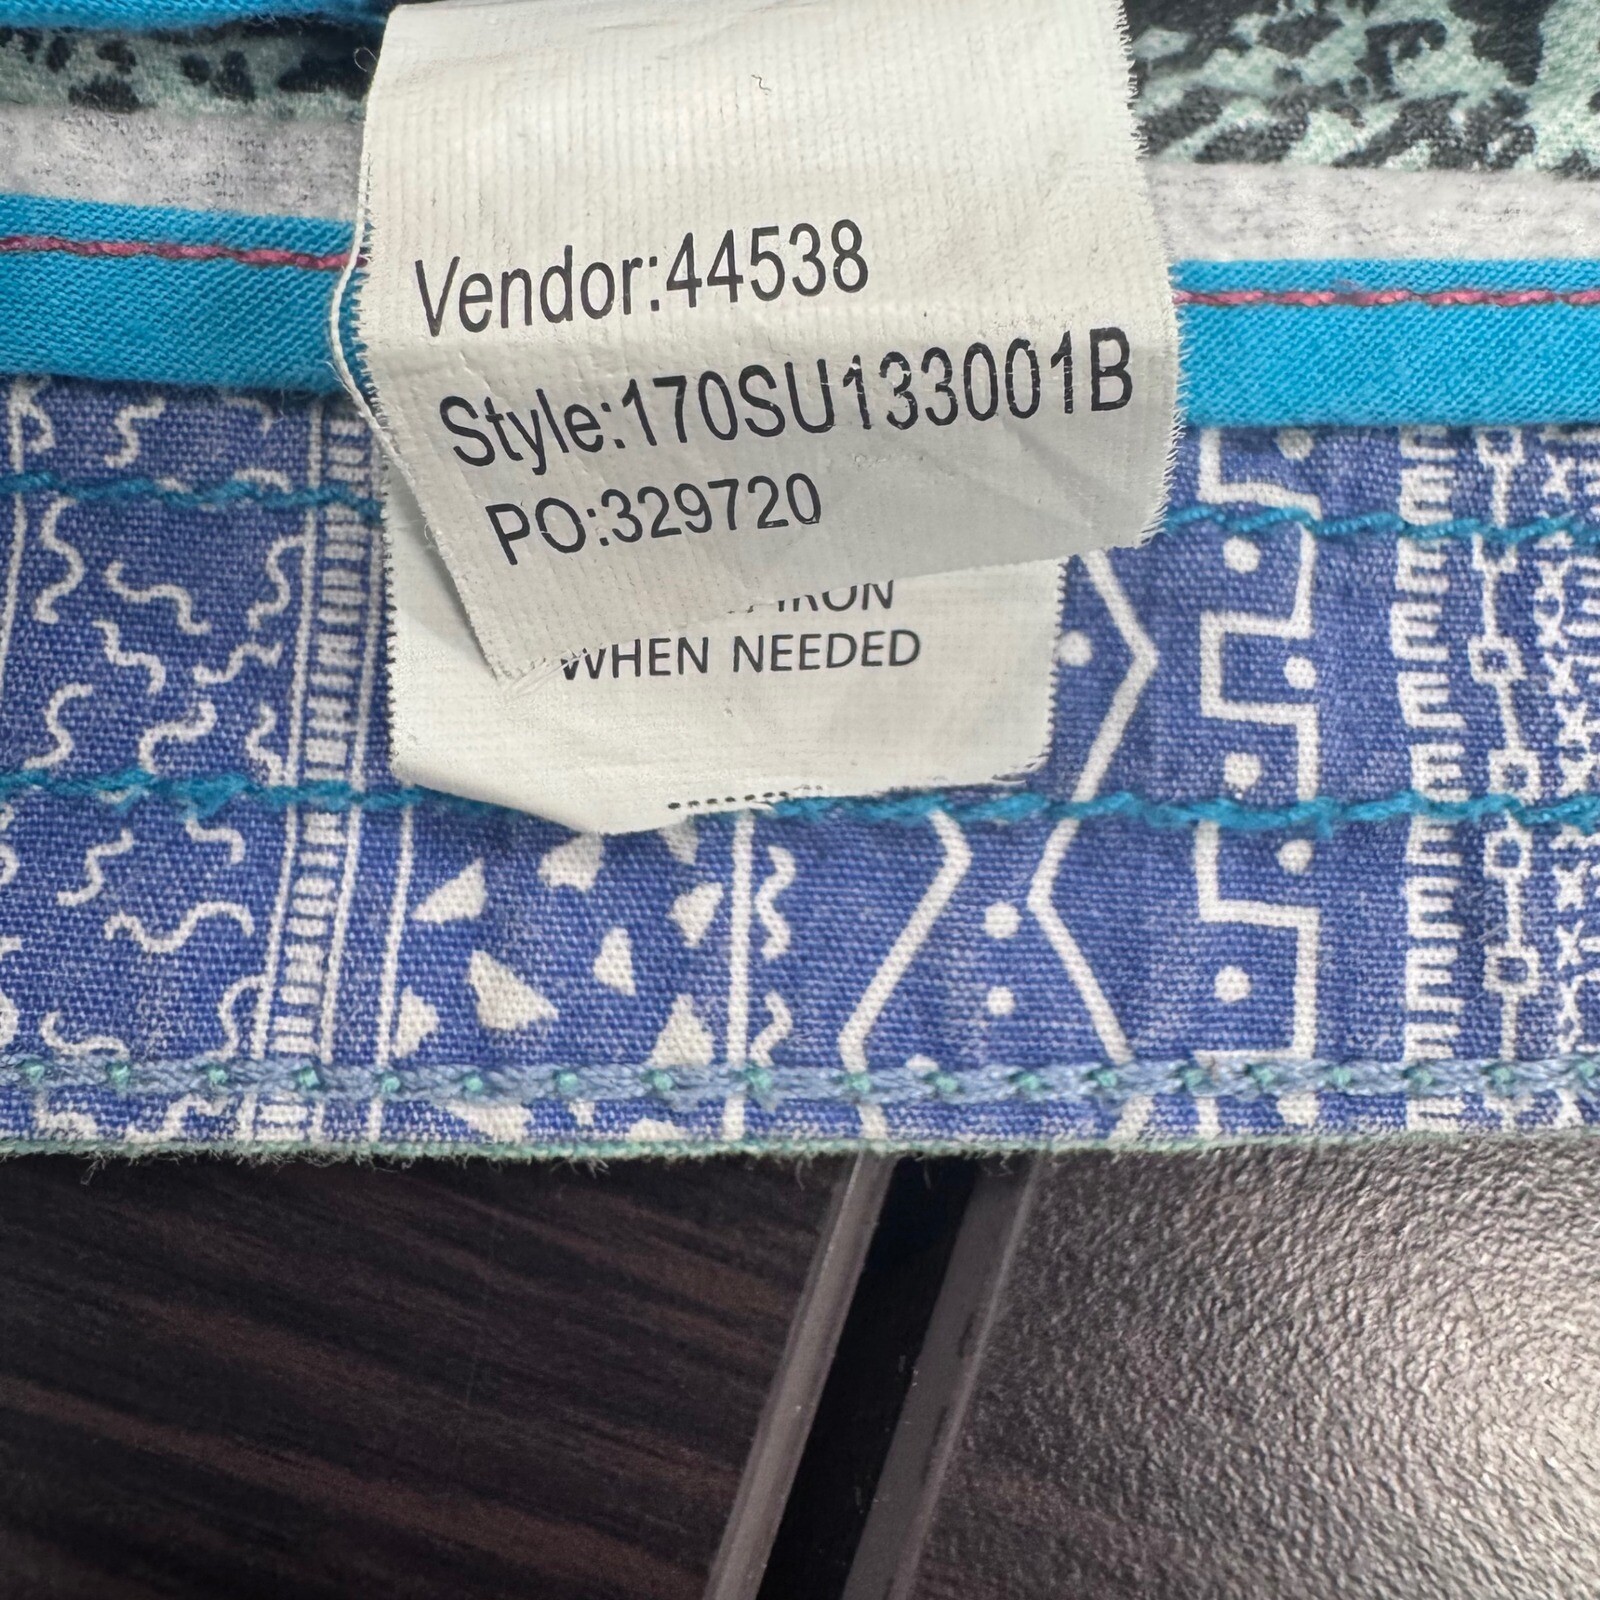 Vendor:44538
Style:170SU133001B
PO:329720
IRON
WHEN NEEDED